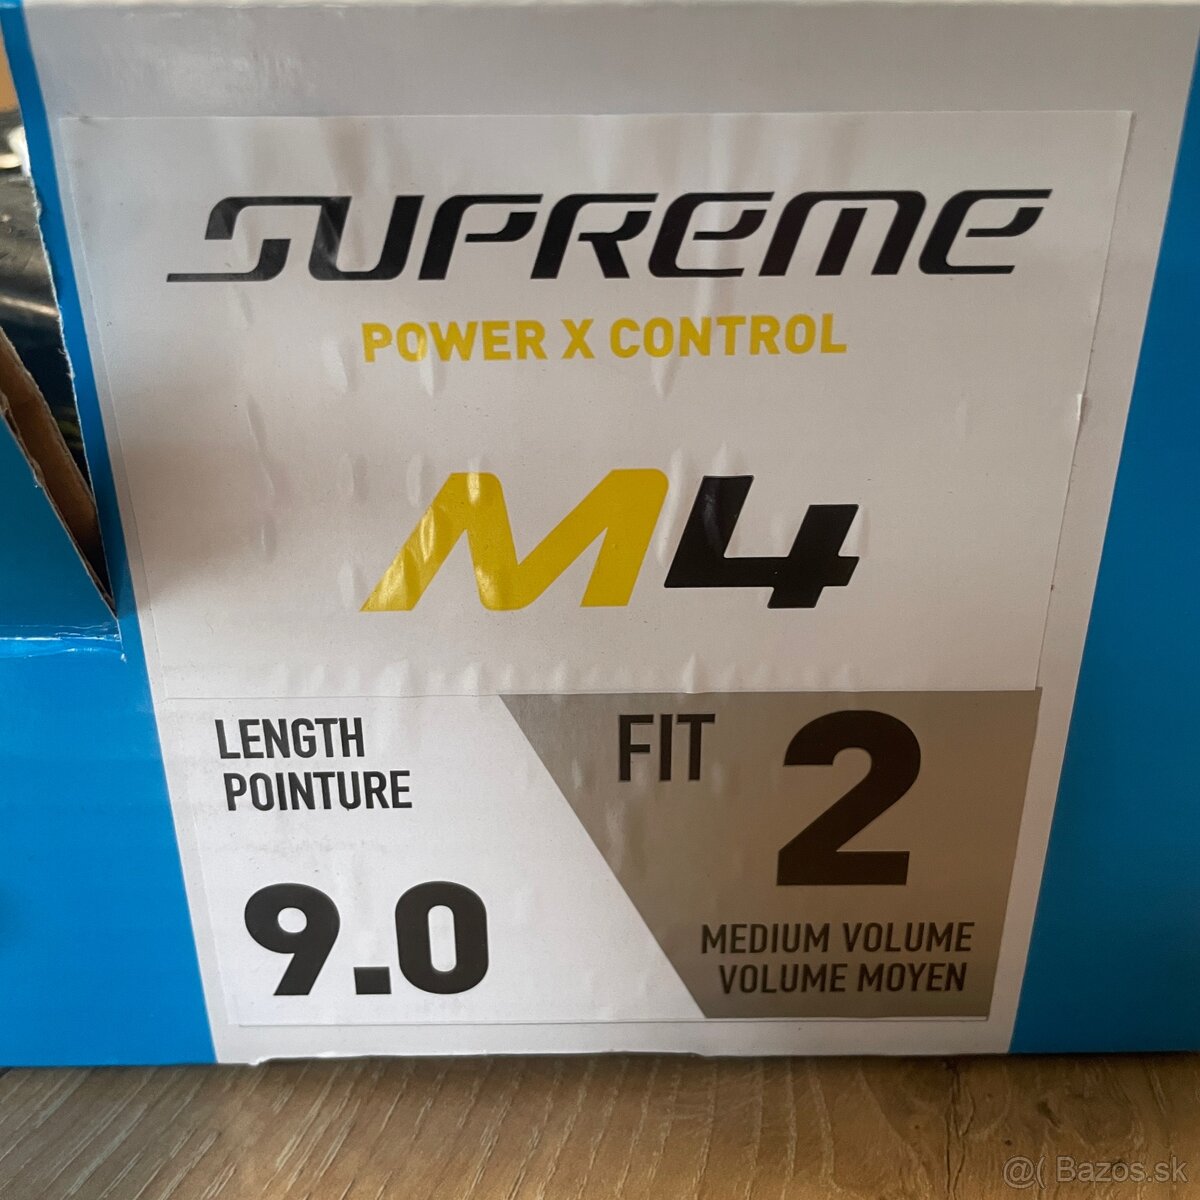 SUPREME
POWER X CONTROL
M4
LENGTH
POINTURE
9.0
FIT 2
MEDIUM VOLUME
VOLUME MOYEN
@( Bazos.sk